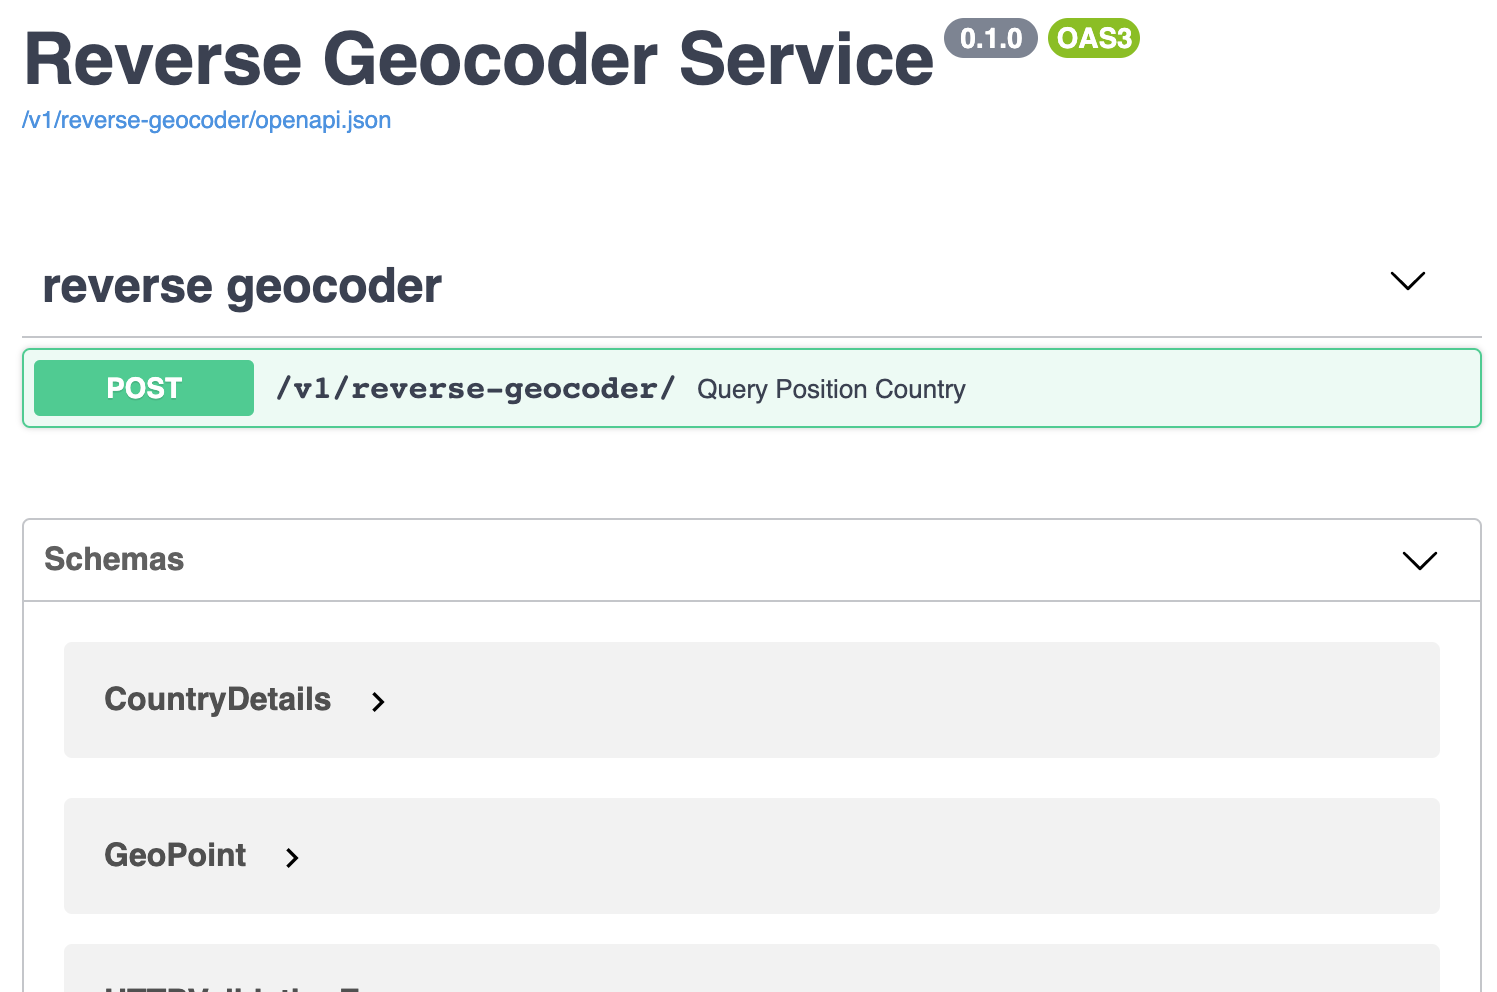 Reverse Geocoder Service 0.1.0 OAS3
/v1/reverse-geocoder/openapi.json
reverse geocoder
POST /v1/reverse-geocoder/ Query Position Country
Schemas
CountryDetails
GeoPoint